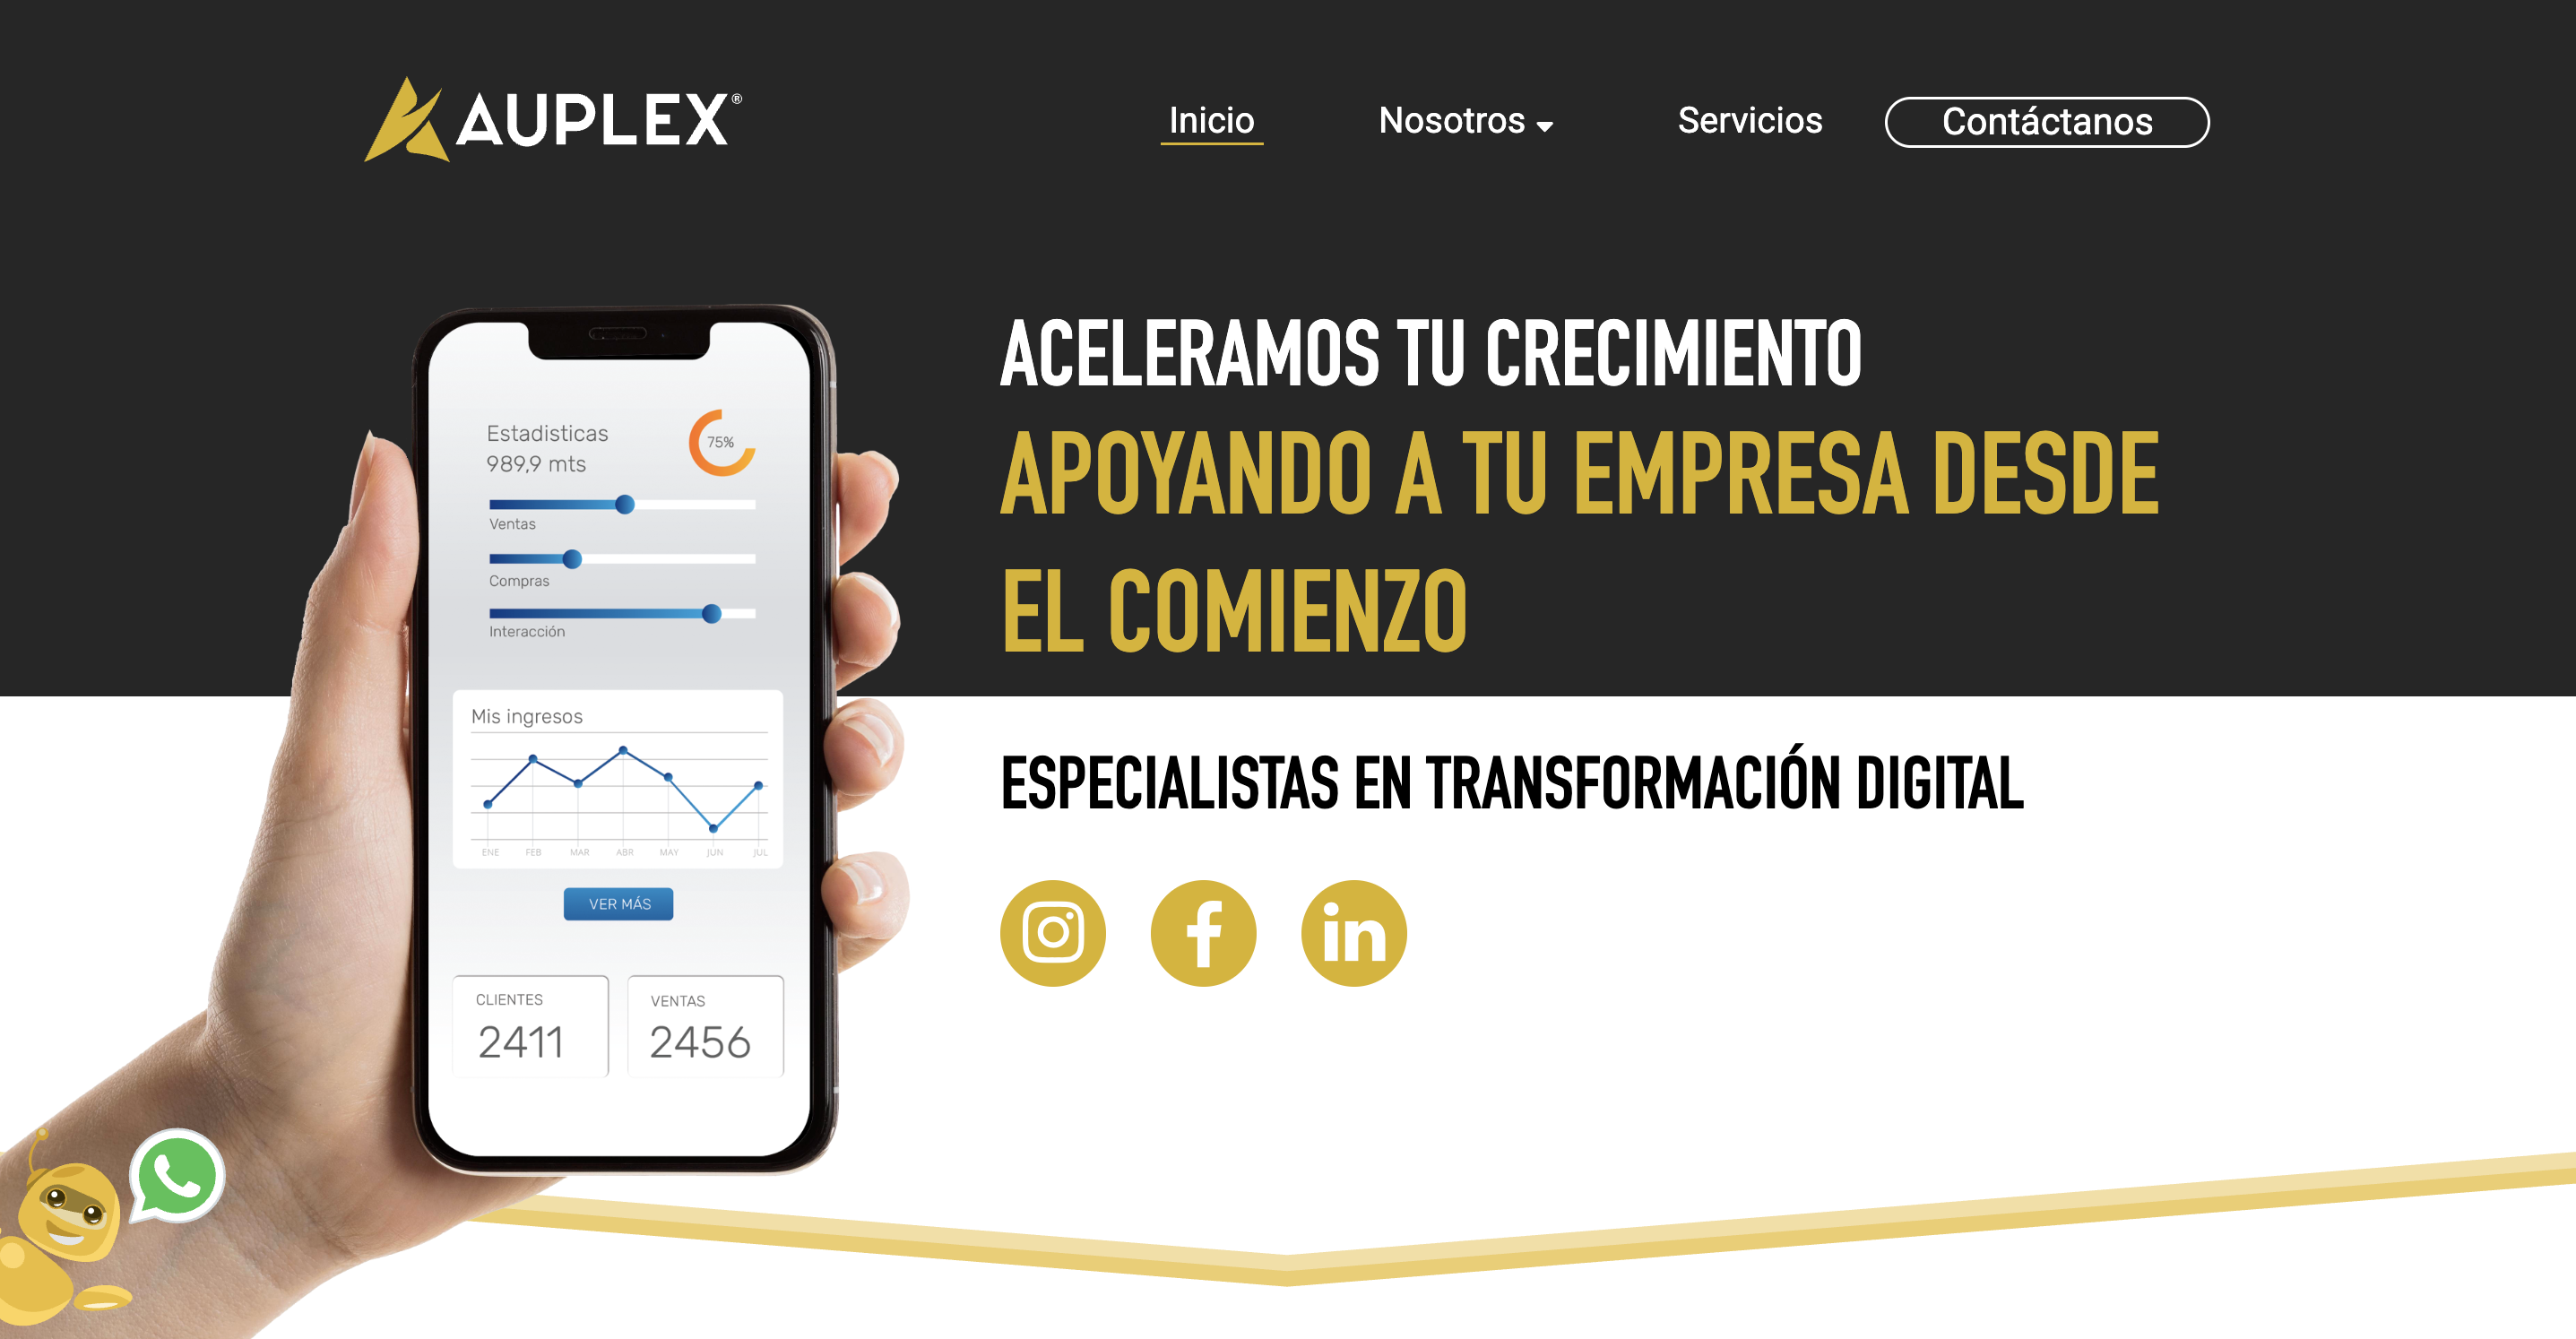 AUPLEX®
Inicio
Nosotros
Servicios
Contáctanos
ACELERAMOS TU CRECIMIENTO
APOYANDO A TU EMPRESA DESDE
EL COMIENZO
ESPECIALISTAS EN TRANSFORMACIÓN DIGITAL
in
Estadisticas
989,9 mts
75%
Ventas
Compras
Interacción
Mis ingresos
ENE FEB MAR ABR MAY JUN JUL
VER MÁS
CLIENTES
2411
VENTAS
2456